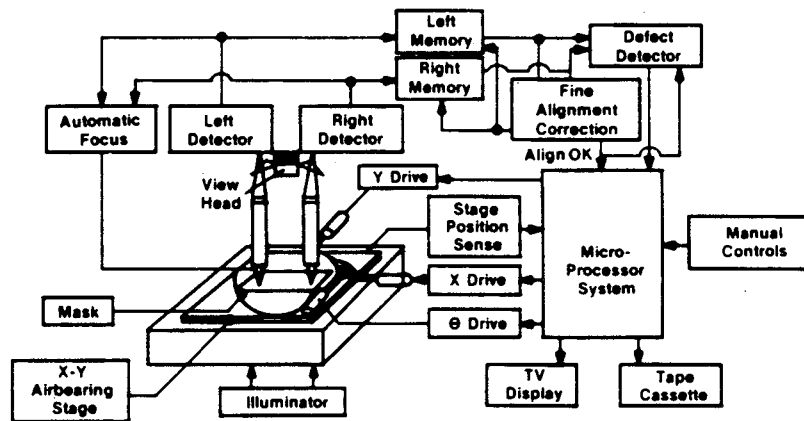 Left
Memory
Defect
Detector
Right
Memory
Automatic
Focus
Left
Detector
Right
Detector
Fine
Alignment
Correction
Align OK
View
Head
Y Drive
Stage
Position
Sense
Micro-
Processor
System
Manual
Controls
X Drive
Mask
Θ Drive
X-Y
Airbearing
Stage
Illuminator
TV
Display
Tape
Cassette